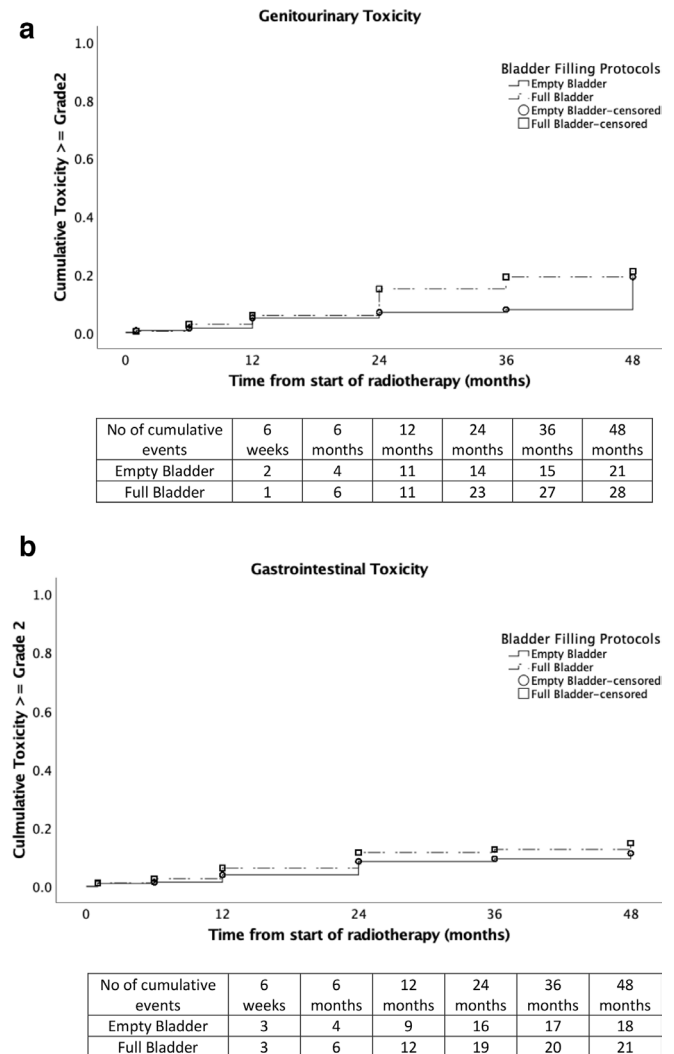 a
Genitourinary Toxicity
Cumulative Toxicity >= Grade2
1.0
0.8
0.6
0.4
0.2
0.0
Bladder Filling Protocols
Empty Bladder
Full Bladder
Empty Bladder-censored
Full Bladder-censored
0 12 24 36 48
Time from start of radiotherapy (months)
No of cumulative events 6 weeks 6 months 12 months 24 months 36 months 48 months
Empty Bladder 2 4 11 14 15 21
Full Bladder 1 6 11 23 27 28
b
Gastrointestinal Toxicity
Culmulative Toxicity >= Grade 2
1.0
0.8
0.6
0.4
0.2
0.0
Bladder Filling Protocols
Empty Bladder
Full Bladder
Empty Bladder-censored
Full Bladder-censored
0 12 24 36 48
Time from start of radiotherapy (months)
No of cumulative events 6 weeks 6 months 12 months 24 months 36 months 48 months
Empty Bladder 3 4 9 16 17 18
Full Bladder 3 6 12 19 20 21